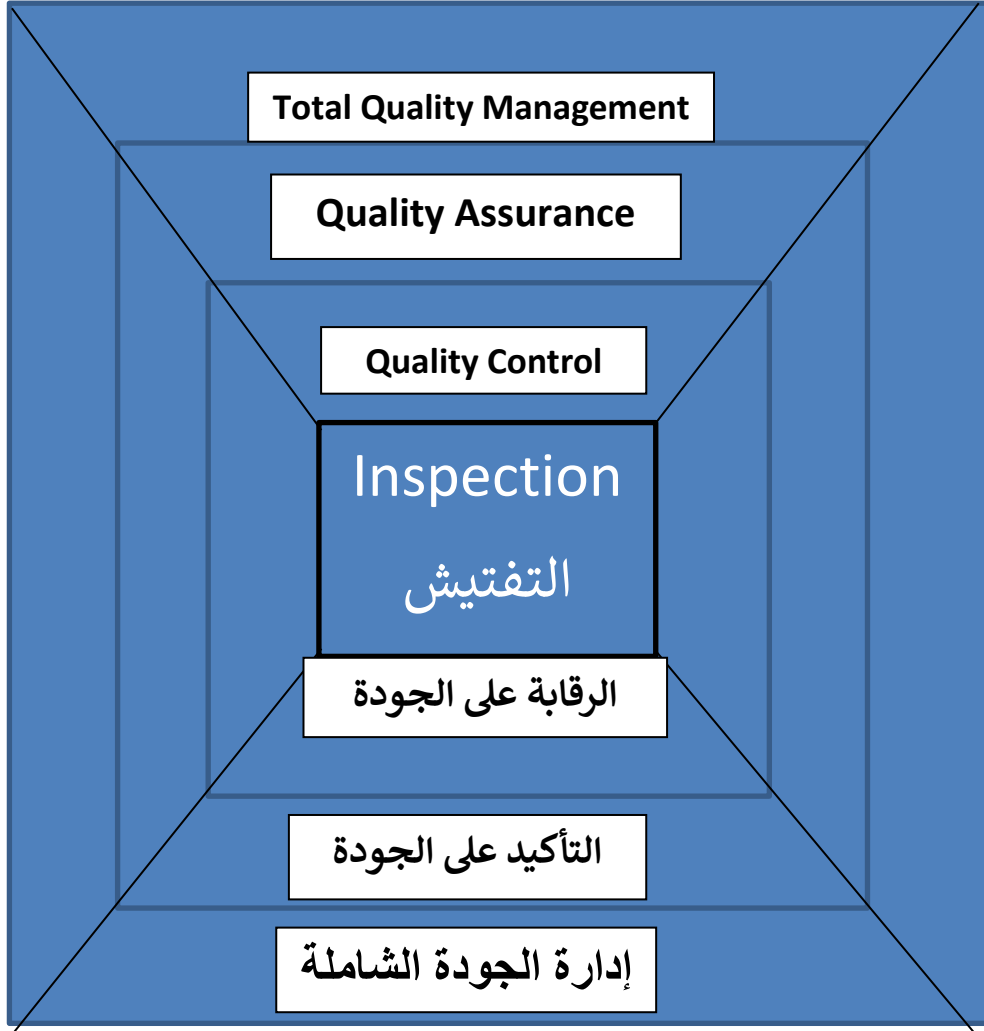 Total Quality Management
Quality Assurance
Quality Control
Inspection
التفتيش
الرقابة على الجودة
التأكيد على الجودة
إدارة الجودة الشاملة